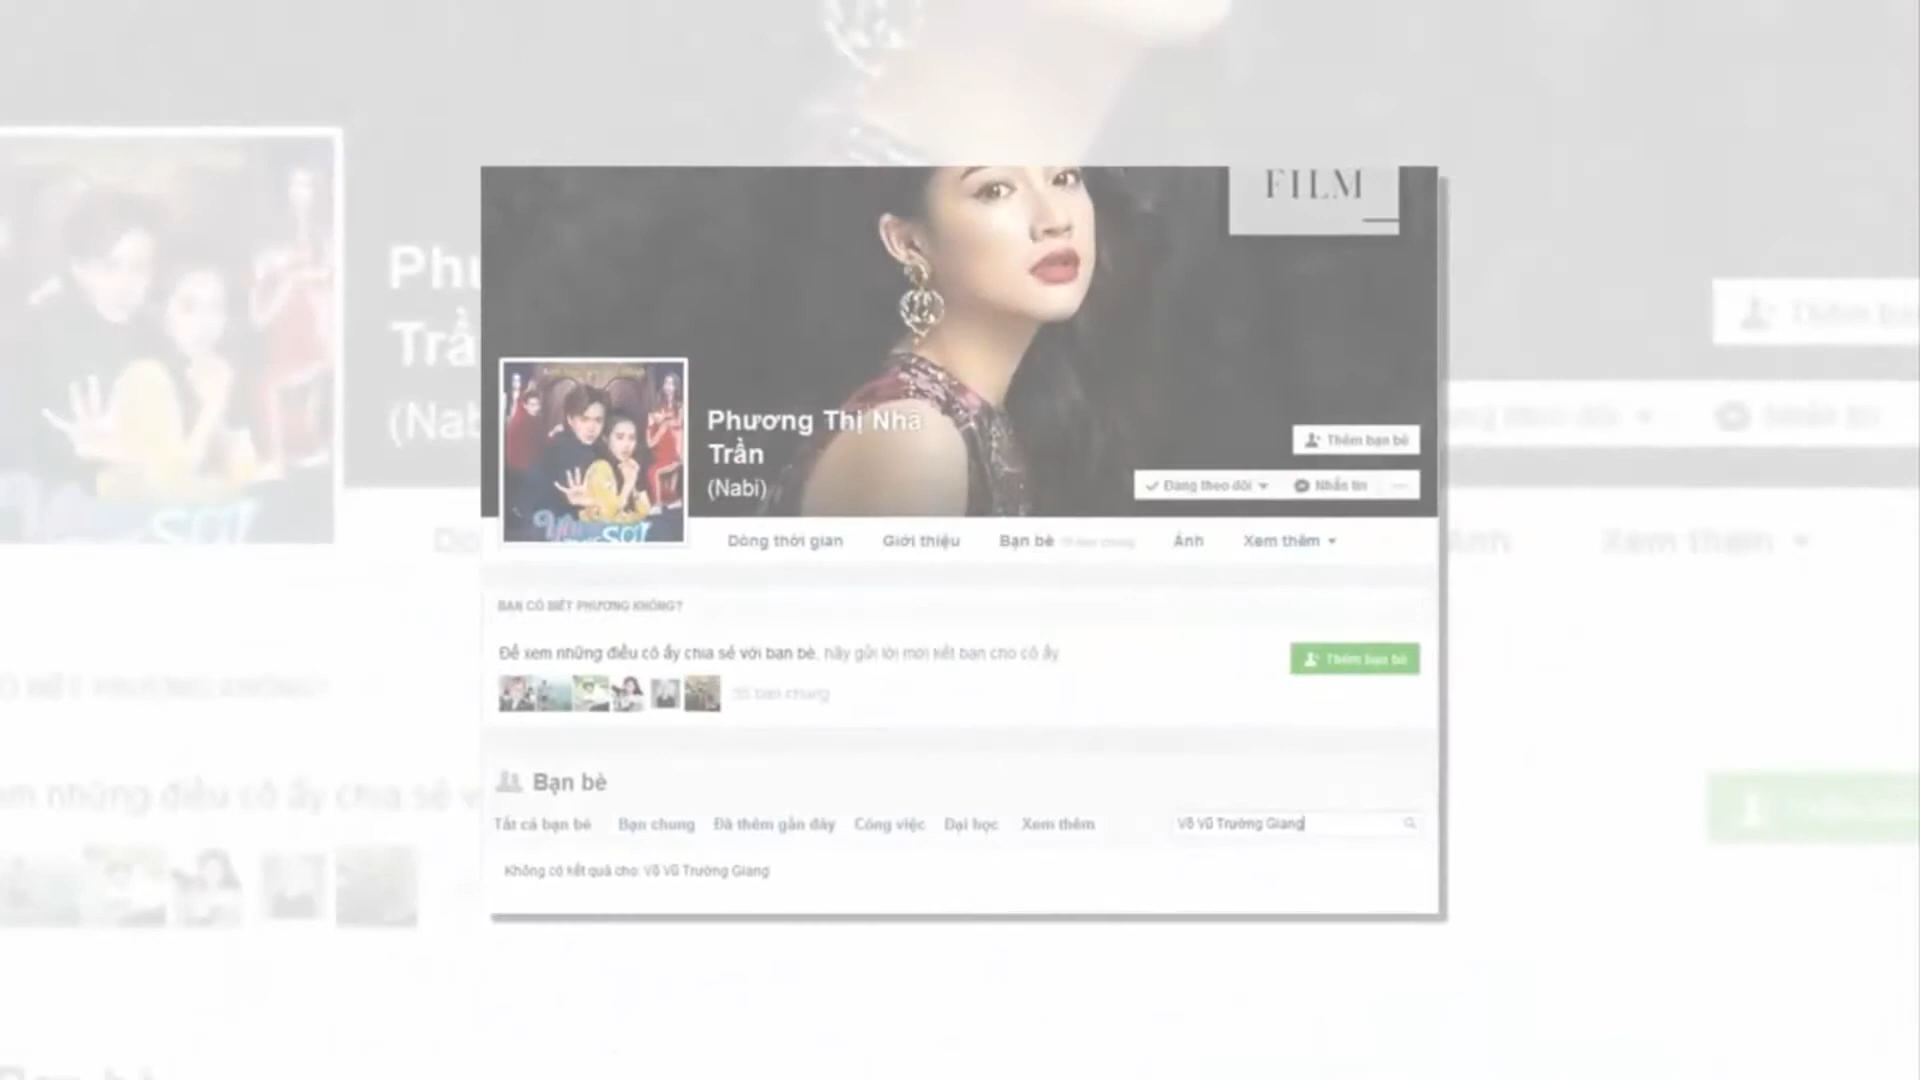 FILM
Phương Thị Nhã
Trần
(Nabi)
Thêm bạn bè
Đang theo dõi
Nhắn tin
Dòng thời gian
Giới thiệu
Bạn bè
Ảnh
Xem thêm
BẠN CÓ BIẾT PHƯƠNG KHÔNG?
Để xem những điều cô ấy chia sẻ với bạn bè, hãy gửi lời mời kết bạn cho cô ấy.
Thêm bạn bè
35 bạn chung
Bạn bè
Tất cả bạn bè
Bạn chung
Đã thêm gần đây
Công việc
Đại học
Xem thêm
Võ Vũ Trường Giang
Không có kết quả cho: Võ Vũ Trường Giang